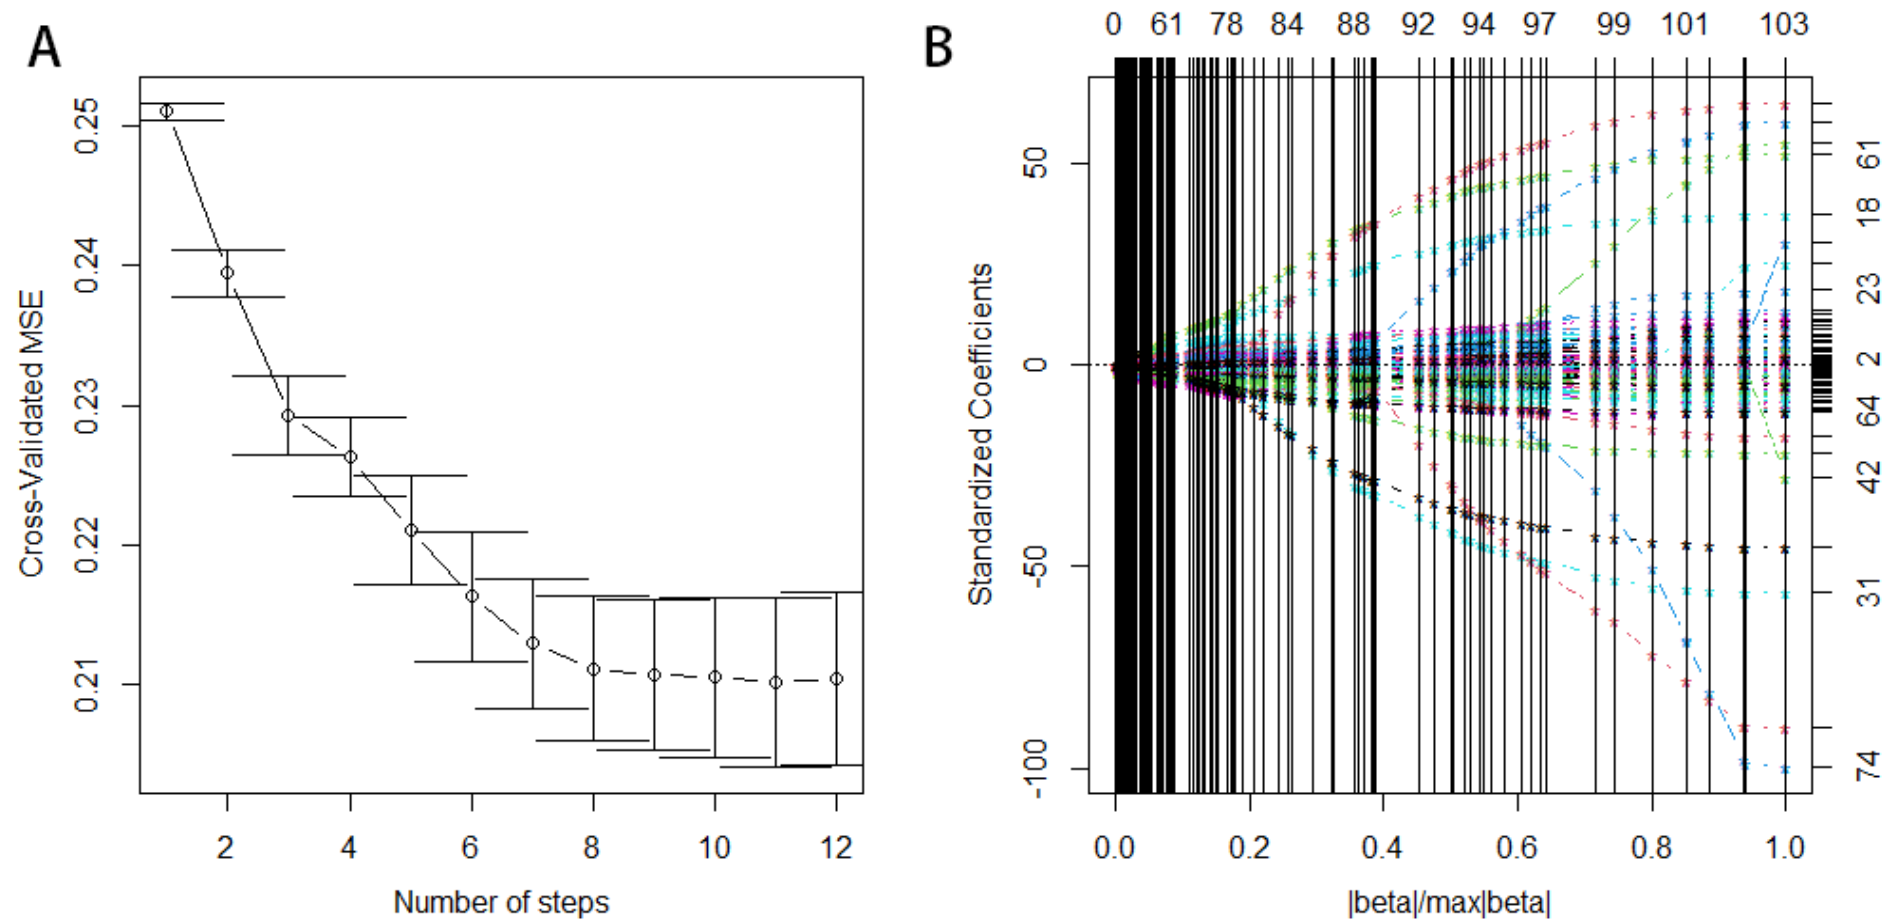 A
Cross-Validated MSE
0.25
0.24
0.23
0.22
0.21
2 4 6 8 10 12
Number of steps
B
0 61 78 84 88 92 94 97 99 101 103
Standardized Coefficients
50
0
-50
-100
61
18
23
2
64
42
31
74
0.0 0.2 0.4 0.6 0.8 1.0
|beta|/max|beta|